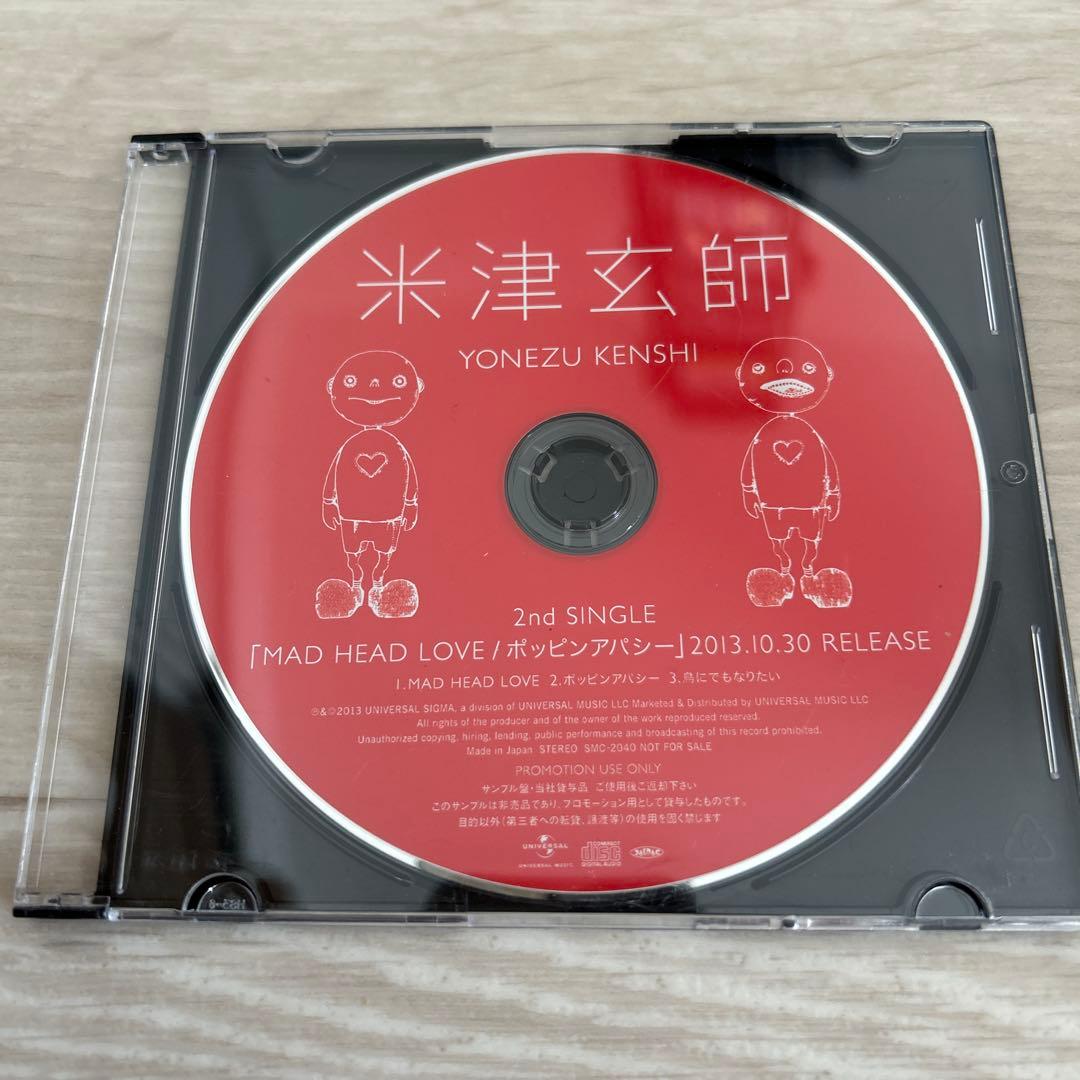 米津玄師
YONEZU KENSHI
2nd SINGLE
「MAD HEAD LOVE / ポッピンアパシー」2013.10.30 RELEASE
1.MAD HEAD LOVE 2.ポッピンアパシー 3.鳥にでもなりたい
℗&©2013 UNIVERSAL SIGMA, a division of UNIVERSAL MUSIC LLC Marketed & Distributed by UNIVERSAL MUSIC LLC
All rights of the producer and of the owner of the work reproduced reserved.
Unauthorized copying, hiring, lending, public performance and broadcasting of this record prohibited.
Made in Japan STEREO SMC-2040 NOT FOR SALE
PROMOTION USE ONLY
サンプル盤・当社貸与品 ご使用後ご返却下さい
このサンプルは非売品であり、プロモーション用として貸与したものです。
目的以外(第三者への転貸、譲渡等)の使用を固く禁じます
UNIVERSAL
UNIVERSAL MUSIC
COMPACT
disc
DIGITAL AUDIO